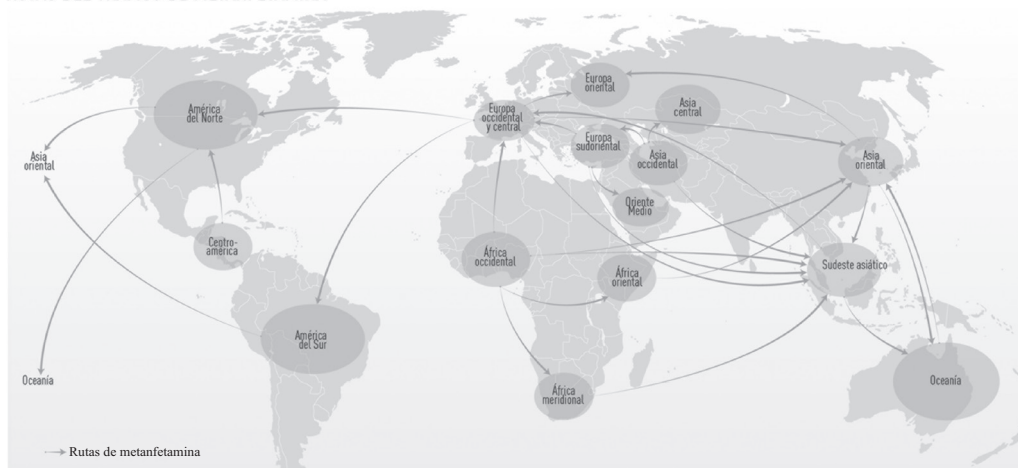 América
del Norte
Asia
oriental
Centro-
américa
América
del Sur
Oceanía
Europa
occidental
y central
Europa
oriental
Asia
central
Europa
sudoriental
Asia
occidental
Oriente
Medio
África
occidental
África
oriental
África
meridional
Asia
oriental
Sudeste asiático
Oceanía
Rutas de metanfetamina